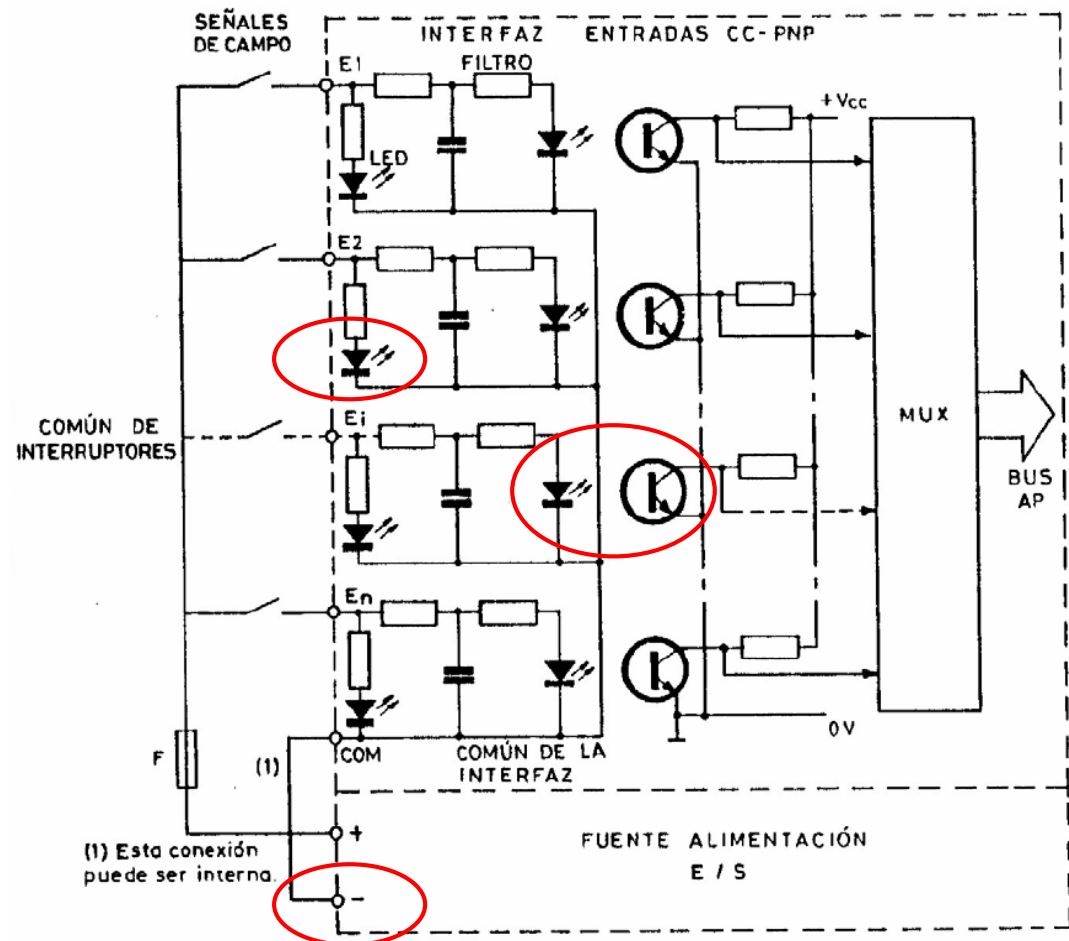 SEÑALES
DE CAMPO
INTERFAZ ENTRADAS CC-PNP
E1
FILTRO
+Vcc
LED
E2
COMÚN DE
INTERRUPTORES
Ei
MUX
BUS
AP
En
0V
F
(1)
COM
COMÚN DE LA
INTERFAZ
+
(1) Esta conexión
puede ser interna.
-
FUENTE ALIMENTACIÓN
E / S